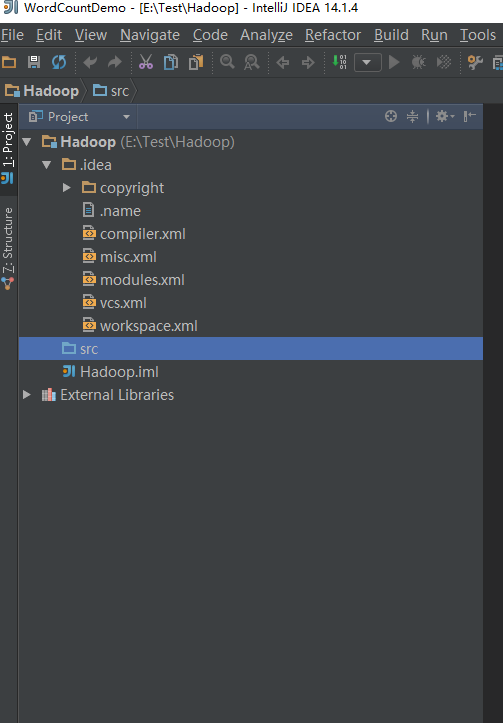 WordCountDemo - [E:\Test\Hadoop] - IntelliJ IDEA 14.1.4
File Edit View Navigate Code Analyze Refactor Build Run Tools
Hadoop src
Project
1: Project
7: Structure
Hadoop (E:\Test\Hadoop)
.idea
copyright
.name
compiler.xml
misc.xml
modules.xml
vcs.xml
workspace.xml
src
Hadoop.iml
External Libraries